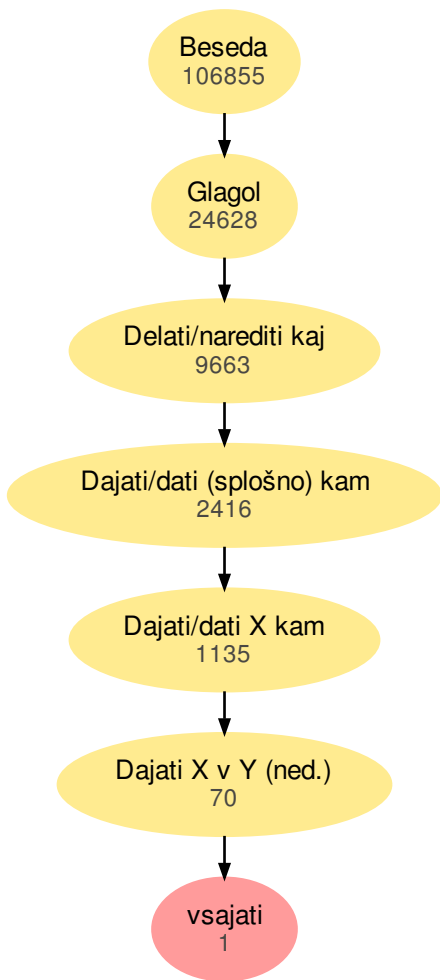 Beseda
106855
Glagol
24628
Delati/narediti kaj
9663
Dajati/dati (splošno) kam
2416
Dajati/dati X kam
1135
Dajati X v Y (ned.)
70
vsajati
1